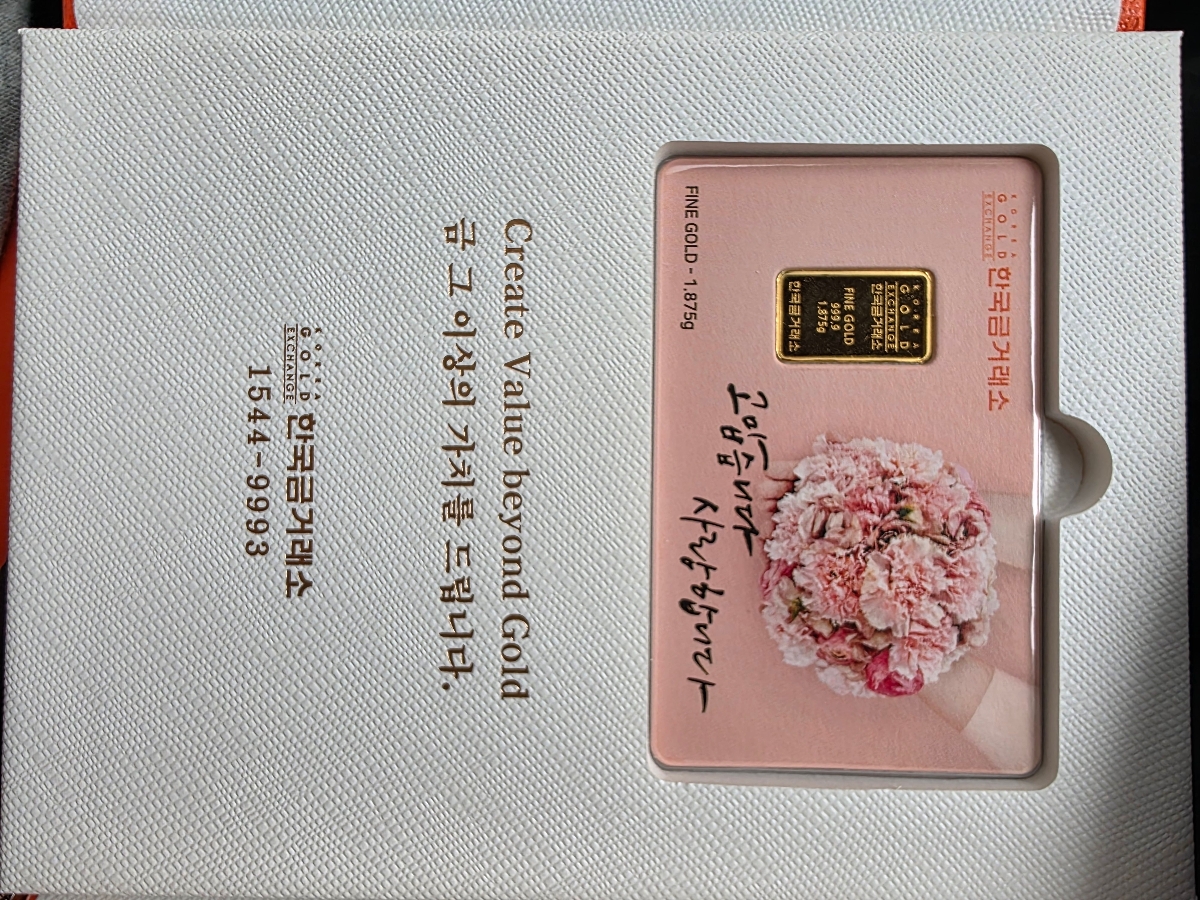 KOREA
GOLD
EXCHANGE
한국금거래소
KOREA
GOLD
EXCHANGE
한국금거래소
FINE GOLD
999.9
1.875g
한국금거래소
고맙습니다
사랑합니다
FINE GOLD - 1.875g
Create Value beyond Gold
금 그 이상의 가치를 드립니다.
KOREA
GOLD
EXCHANGE
한국금거래소
1544-9993